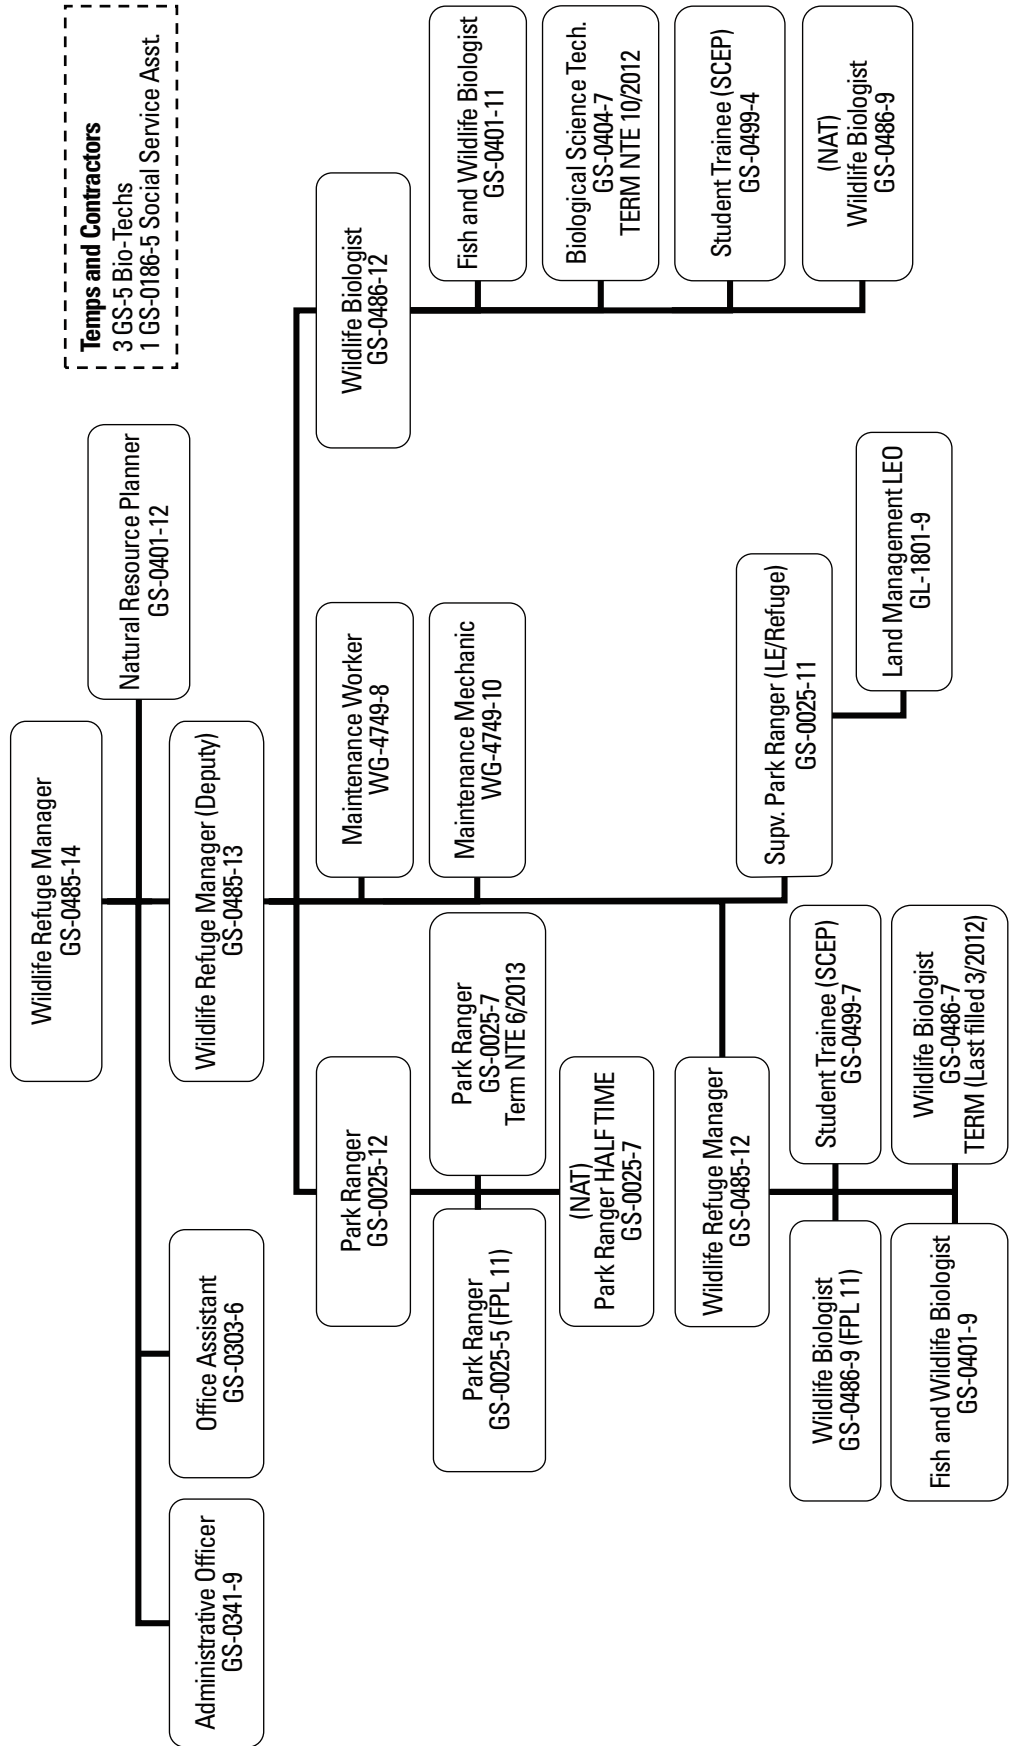 Wildlife Refuge Manager
GS-0485-14
Temps and Contractors
3 GS-5 Bio-Techs
1 GS-0186-5 Social Service Asst.
Natural Resource Planner
GS-0401-12
Administrative Officer
GS-0341-9
Office Assistant
GS-0303-6
Wildlife Refuge Manager (Deputy)
GS-0485-13
Park Ranger
GS-0025-12
Park Ranger
GS-0025-5 (FPL 11)
Park Ranger
GS-0025-7
Term NTE 6/2013
(NAT)
Park Ranger HALF TIME
GS-0025-7
Maintenance Worker
WG-4749-8
Maintenance Mechanic
WG-4749-10
Wildlife Biologist
GS-0486-12
Fish and Wildlife Biologist
GS-0401-11
Biological Science Tech.
GS-0404-7
TERM NTE 10/2012
Student Trainee (SCEP)
GS-0499-4
(NAT)
Wildlife Biologist
GS-0486-9
Wildlife Refuge Manager
GS-0485-12
Wildlife Biologist
GS-0486-9 (FPL 11)
Student Trainee (SCEP)
GS-0499-7
Fish and Wildlife Biologist
GS-0401-9
Wildlife Biologist
GS-0486-7
TERM (Last filled 3/2012)
Supv. Park Ranger (LE/Refuge)
GS-0025-11
Land Management LEO
GL-1801-9